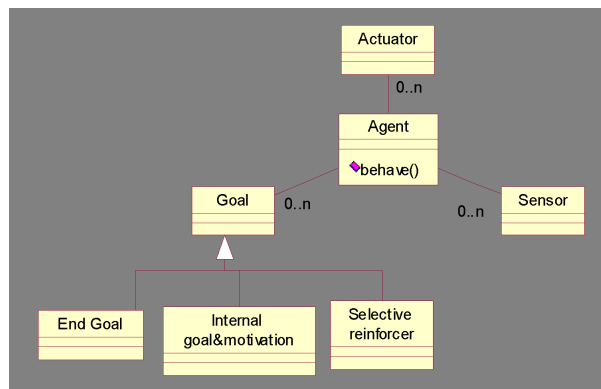 Actuator
0..n
Agent
behave()
Goal
0..n
Sensor
0..n
End Goal
Internal
goal&motivation
Selective
reinforcer